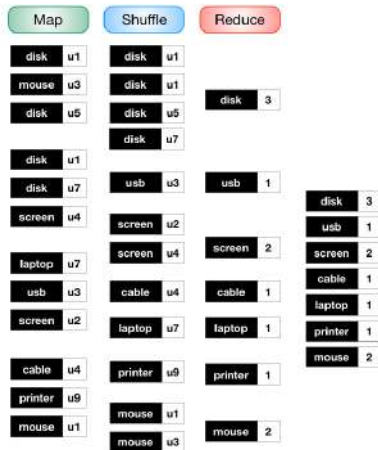 Map Shuffle Reduce
disk u1
mouse u3
disk u5
disk u1
disk u7
screen u4
laptop u7
usb u3
screen u2
cable u4
printer u9
mouse u1
disk u1
disk u1
disk u5
disk u7
usb u3
screen u2
screen u4
cable u4
laptop u7
printer u9
mouse u1
mouse u3
disk 3
usb 1
screen 2
cable 1
laptop 1
printer 1
mouse 2
disk 3
usb 1
screen 2
cable 1
laptop 1
printer 1
mouse 2